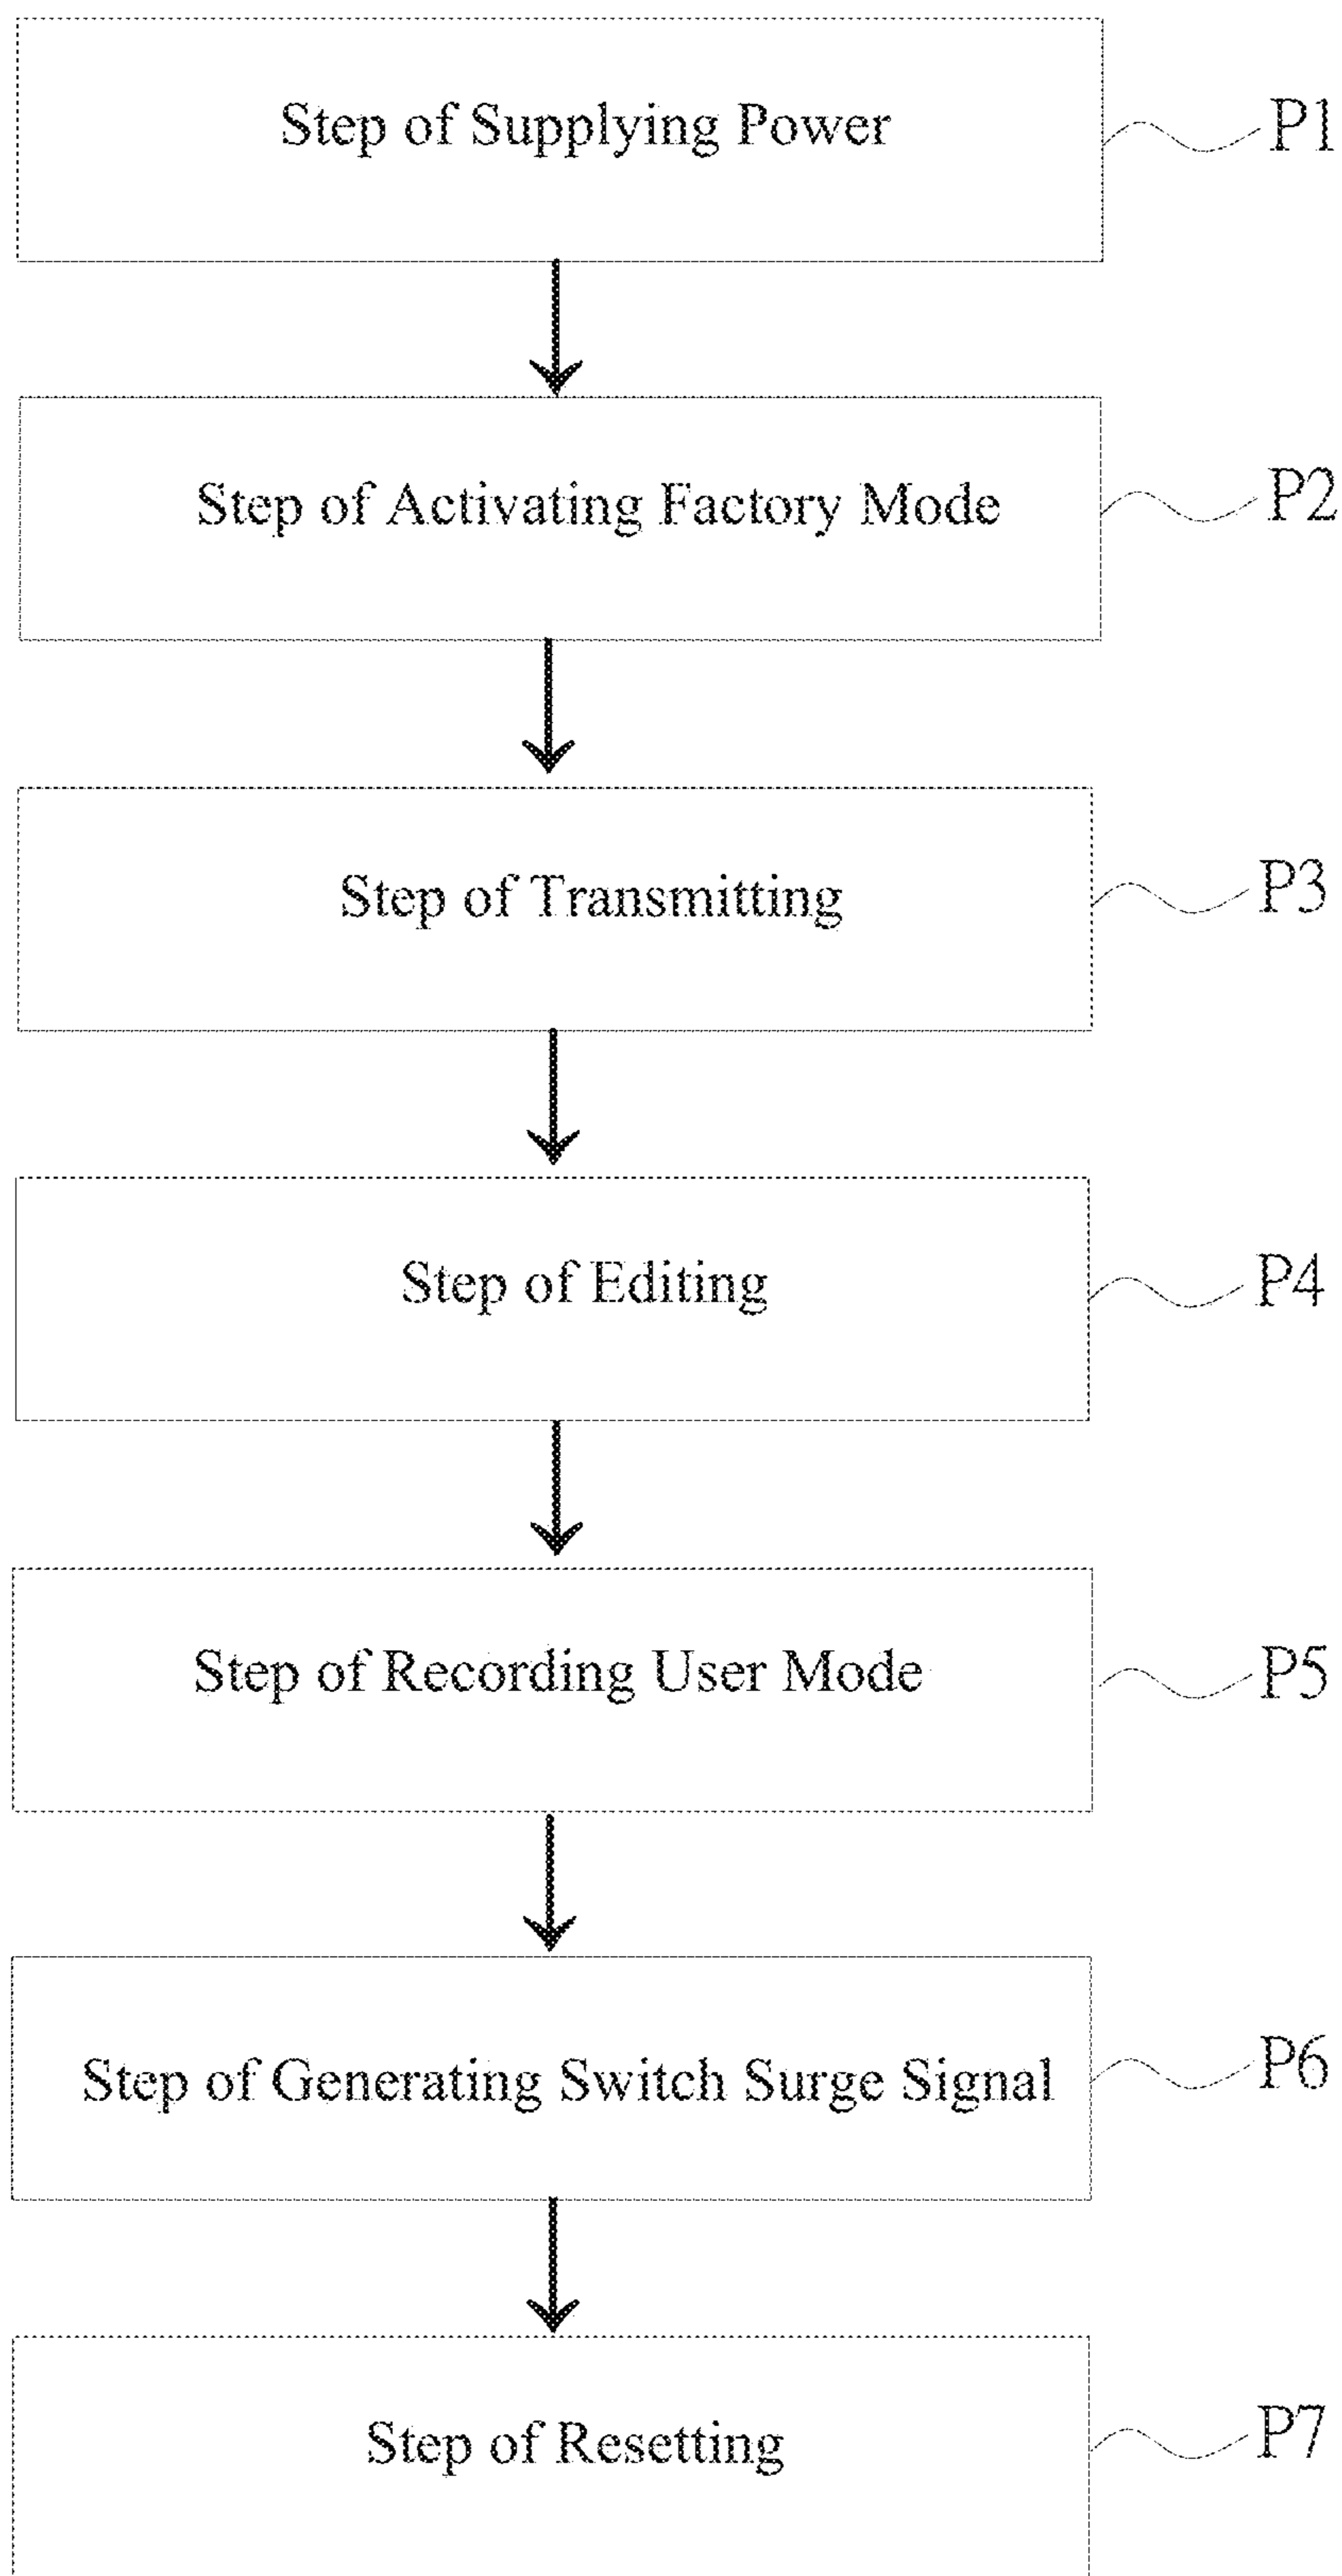 Step of Supplying Power
P1
Step of Activating Factory Mode
P2
Step of Transmitting
P3
Step of Editing
P4
Step of Recording User Mode
P5
Step of Generating Switch Surge Signal
P6
Step of Resetting
P7